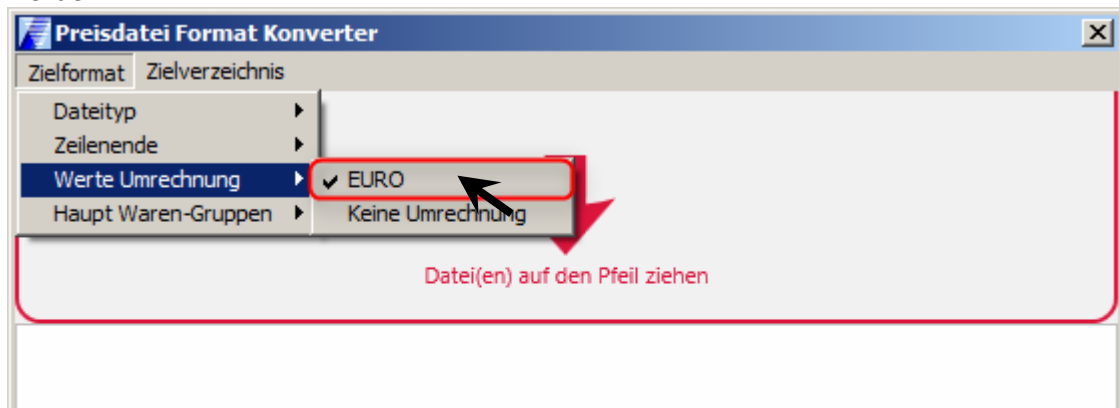 Preisdatei Format Konverter
Zielformat Zielverzeichnis
Dateityp
Zeilenende
Werte Umrechnung
EURO
Haupt Waren-Gruppen
Keine Umrechnung
Datei(en) auf den Pfeil ziehen